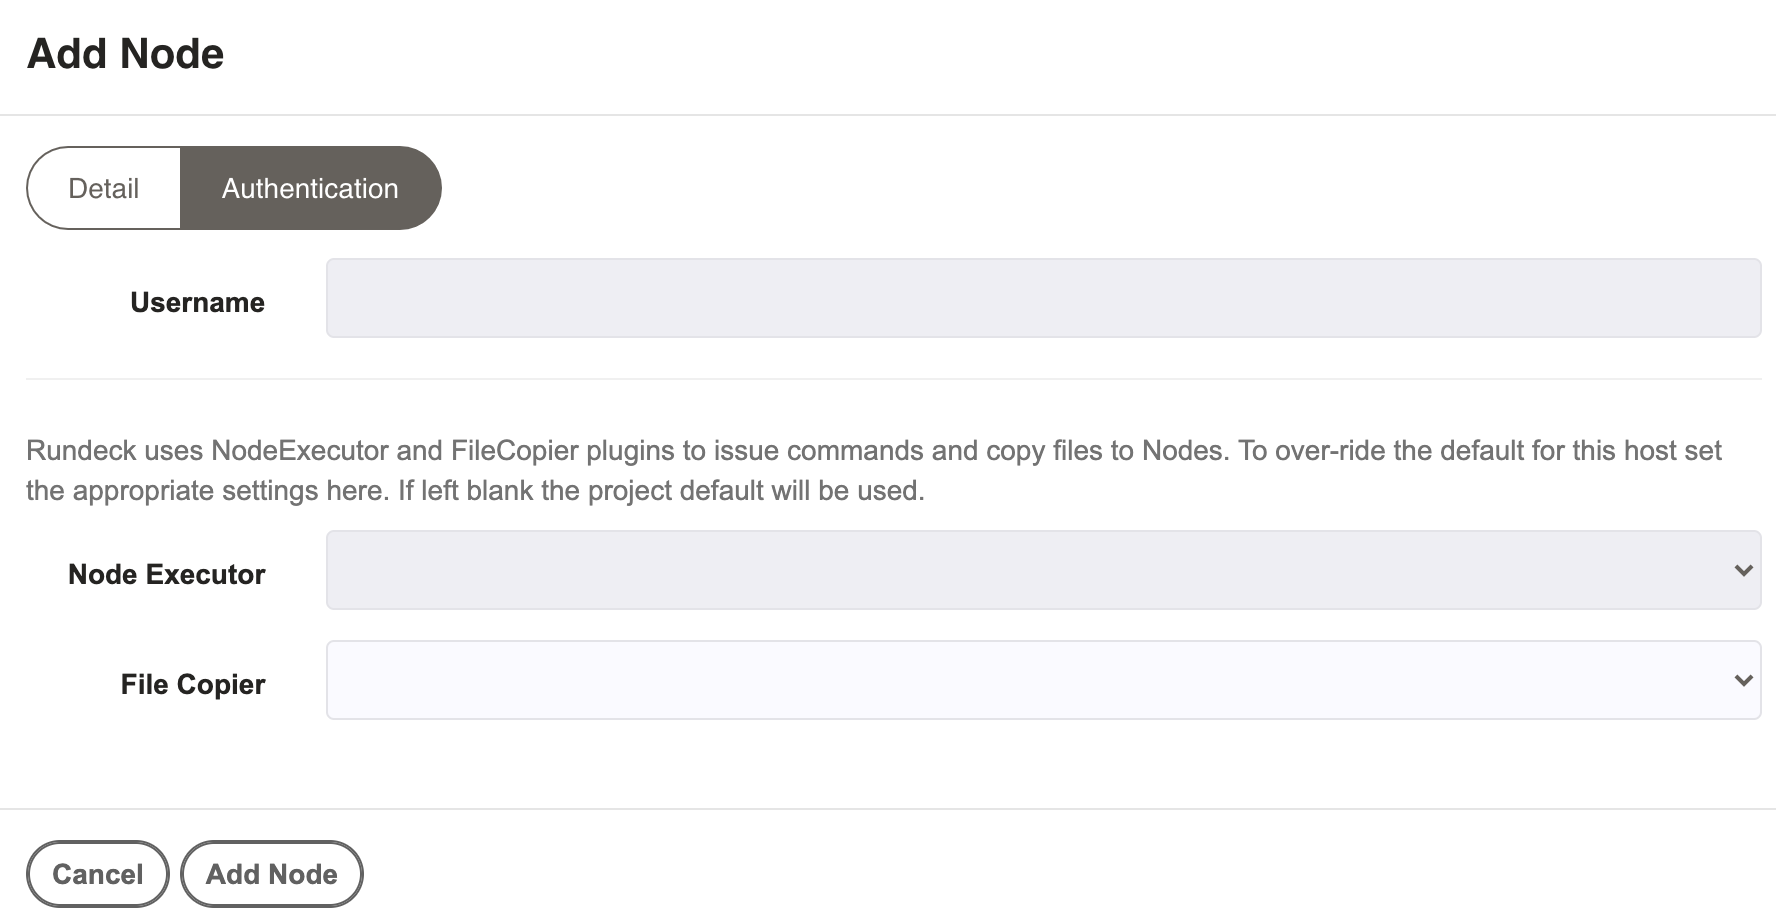 Add Node
Detail
Authentication
Username
Rundeck uses NodeExecutor and FileCopier plugins to issue commands and copy files to Nodes. To over-ride the default for this host set
the appropriate settings here. If left blank the project default will be used.
Node Executor
File Copier
Cancel
Add Node